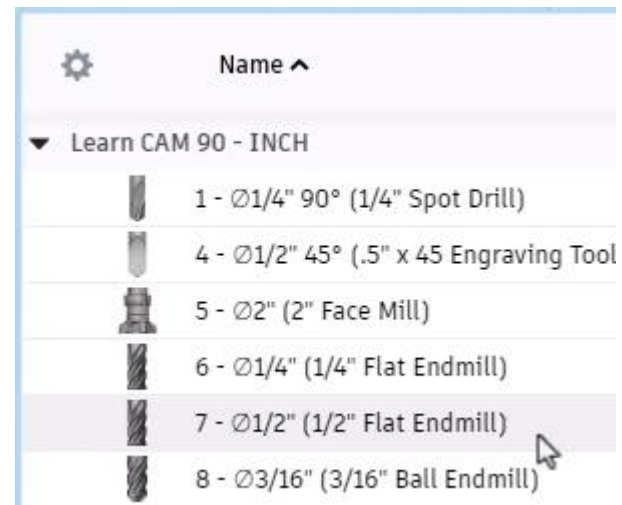 Name
Learn CAM 90 - INCH
1 - ∅1/4" 90° (1/4" Spot Drill)
4 - ∅1/2" 45° (.5" x 45 Engraving Tool
5 - ∅2" (2" Face Mill)
6 - ∅1/4" (1/4" Flat Endmill)
7 - ∅1/2" (1/2" Flat Endmill)
8 - ∅3/16" (3/16" Ball Endmill)